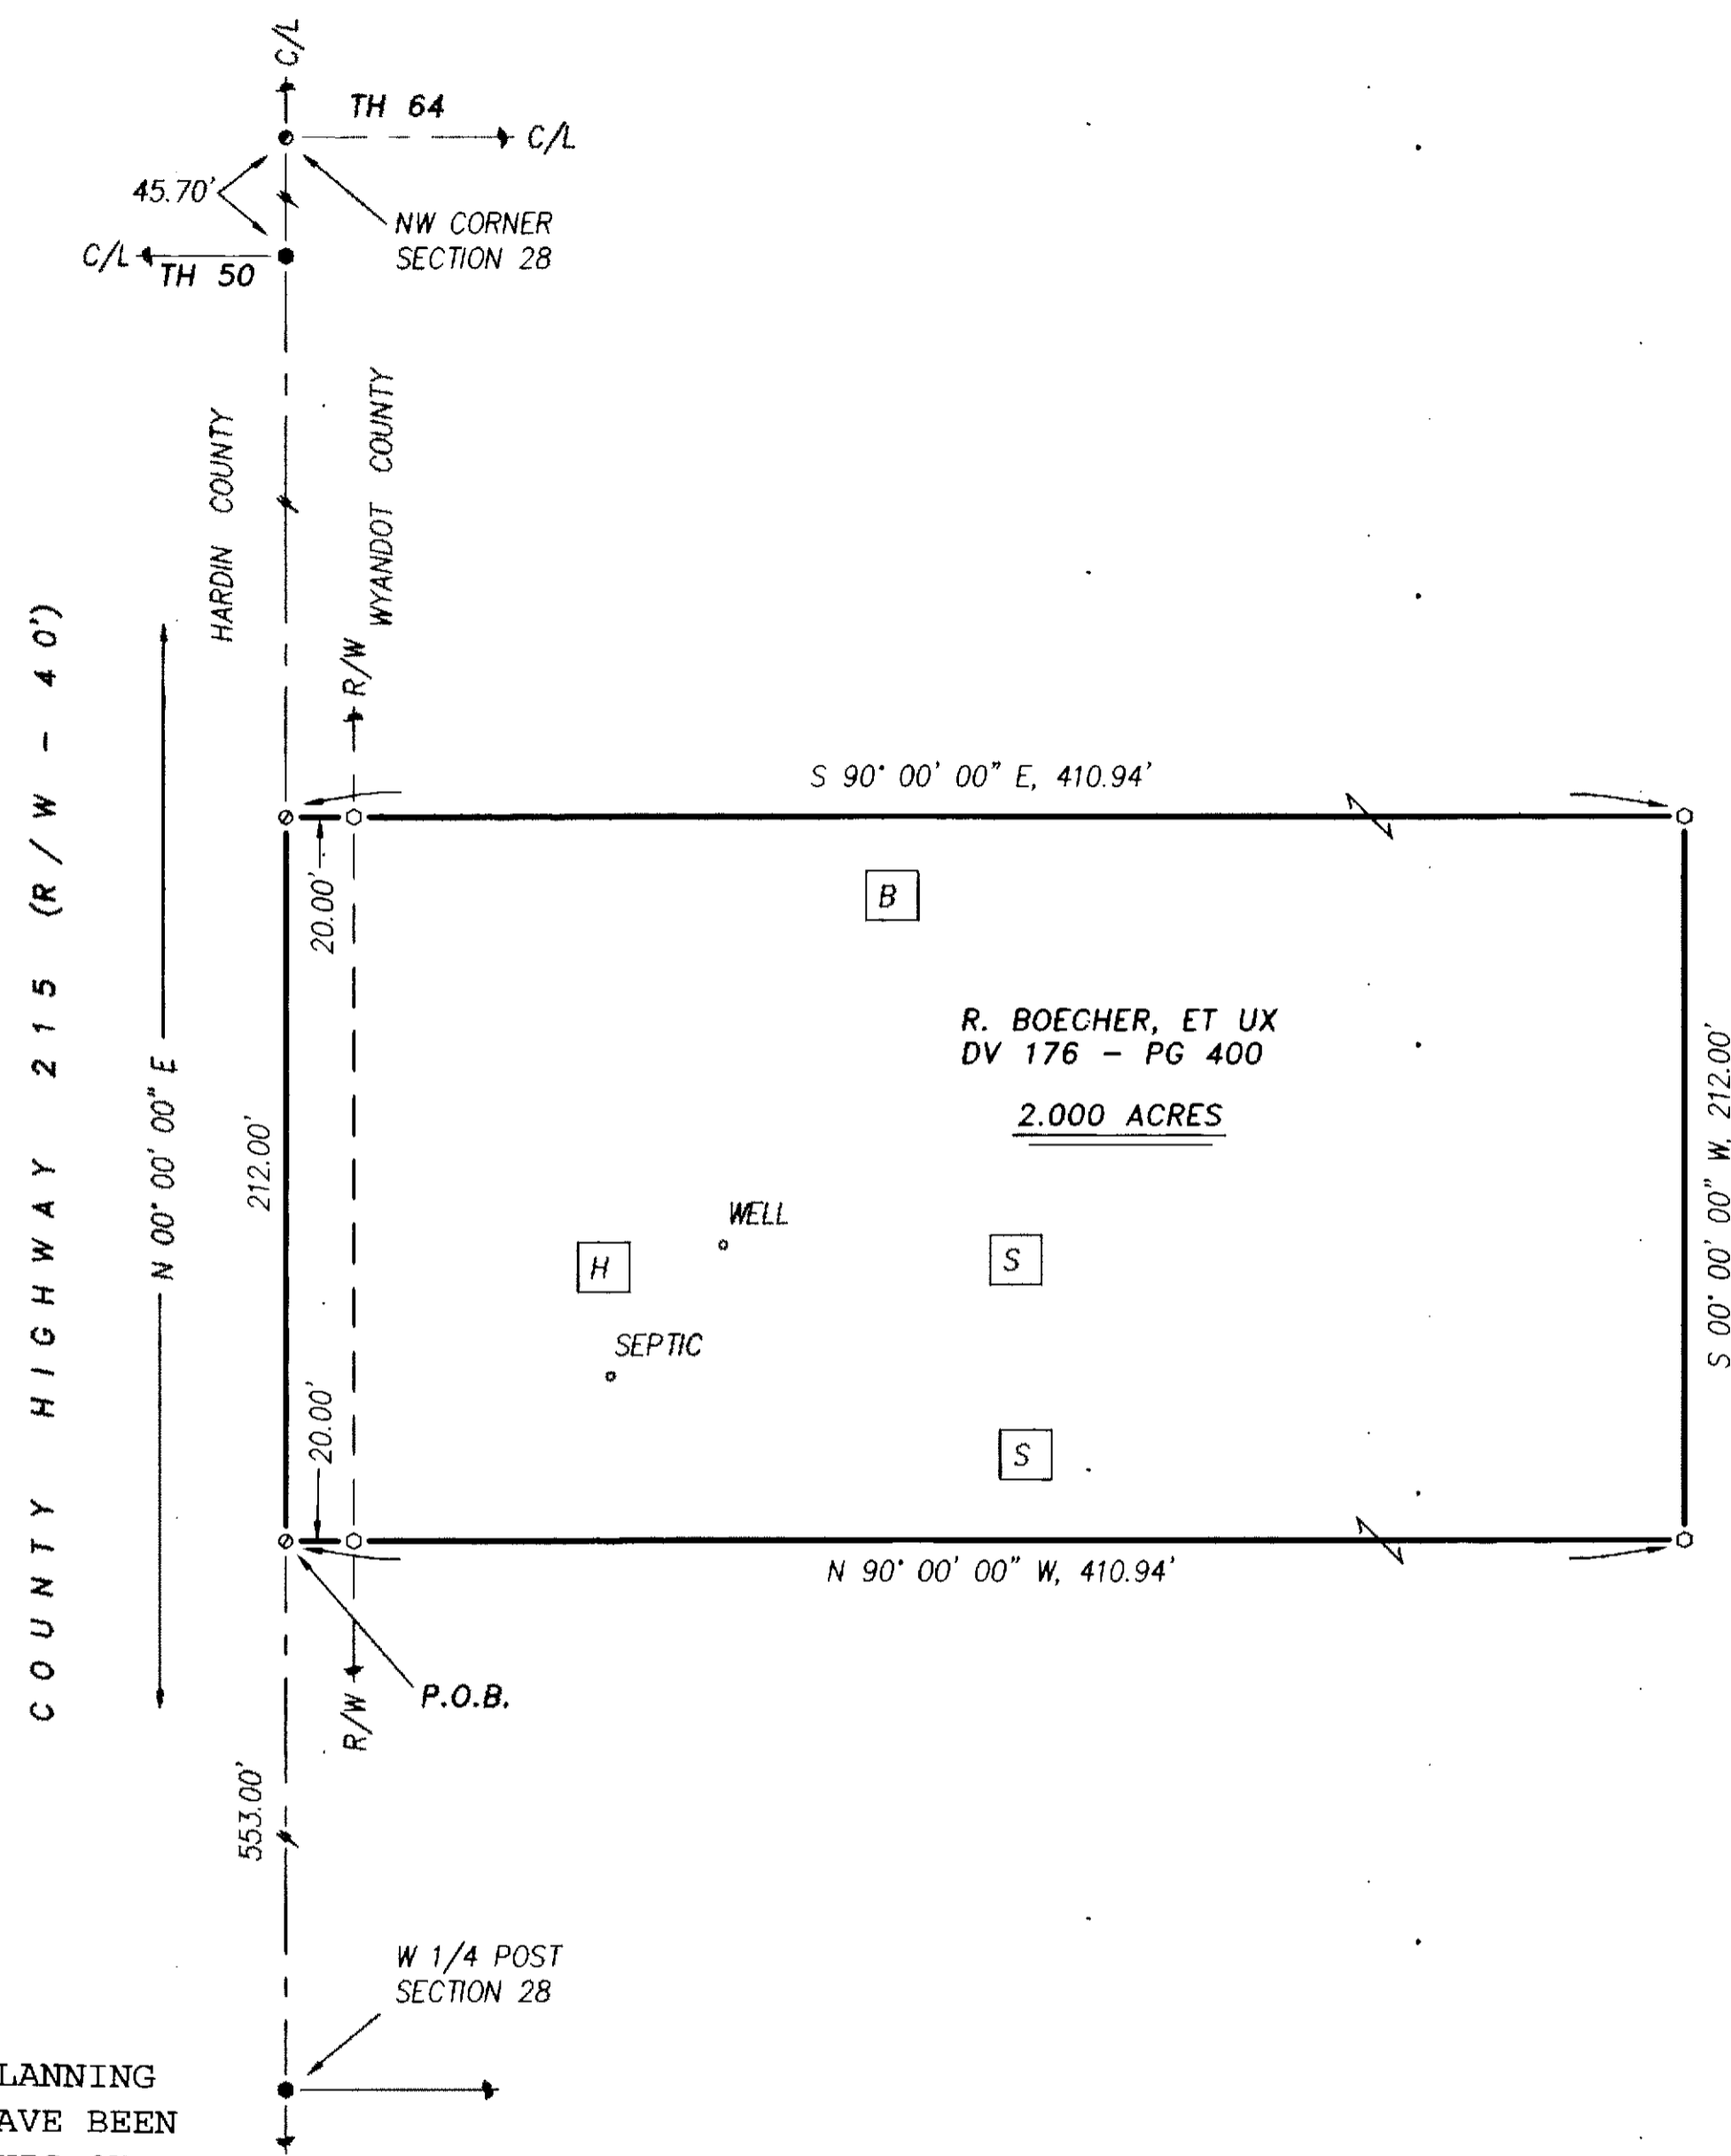 C/L
TH 64
C/L
45.70'
NW CORNER
SECTION 28
C/L
TH 50
HARDIN COUNTY
WYANDOT COUNTY
R/W
COUNTY HIGHWAY 215 (R/W - 40')
N 00° 00' 00" E
S 90° 00' 00" E, 410.94'
20.00'
B
R. BOECHER, ET UX
DV 176 - PG 400
2.000 ACRES
212.00'
S 00° 00' 00" W, 212.00'
WELL
H
S
SEPTIC
20.00'
S
N 90° 00' 00" W, 410.94'
P.O.B.
R/W
553.00'
W 1/4 POST
SECTION 28
LANNING
AVE BEEN